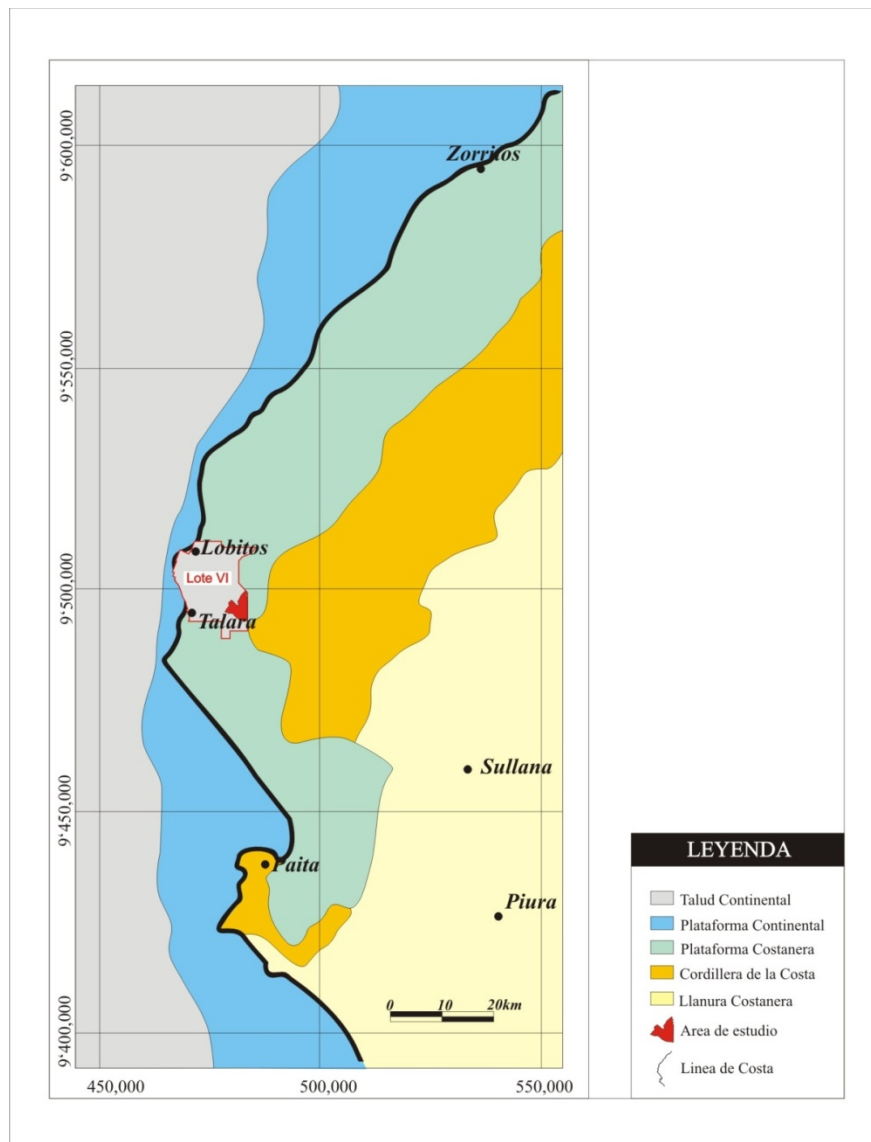 9°600,000
Zorritos
9°550,000
Lobitos
Lote VI
9°500,000
Talara
Sullana
9°450,000
Paita
Piura
0 10 20km
9°400,000
450,000 500,000 550,000
LEYENDA
Talud Continental
Plataforma Continental
Plataforma Costanera
Cordillera de la Costa
Llanura Costanera
Area de estudio
Linea de Costa